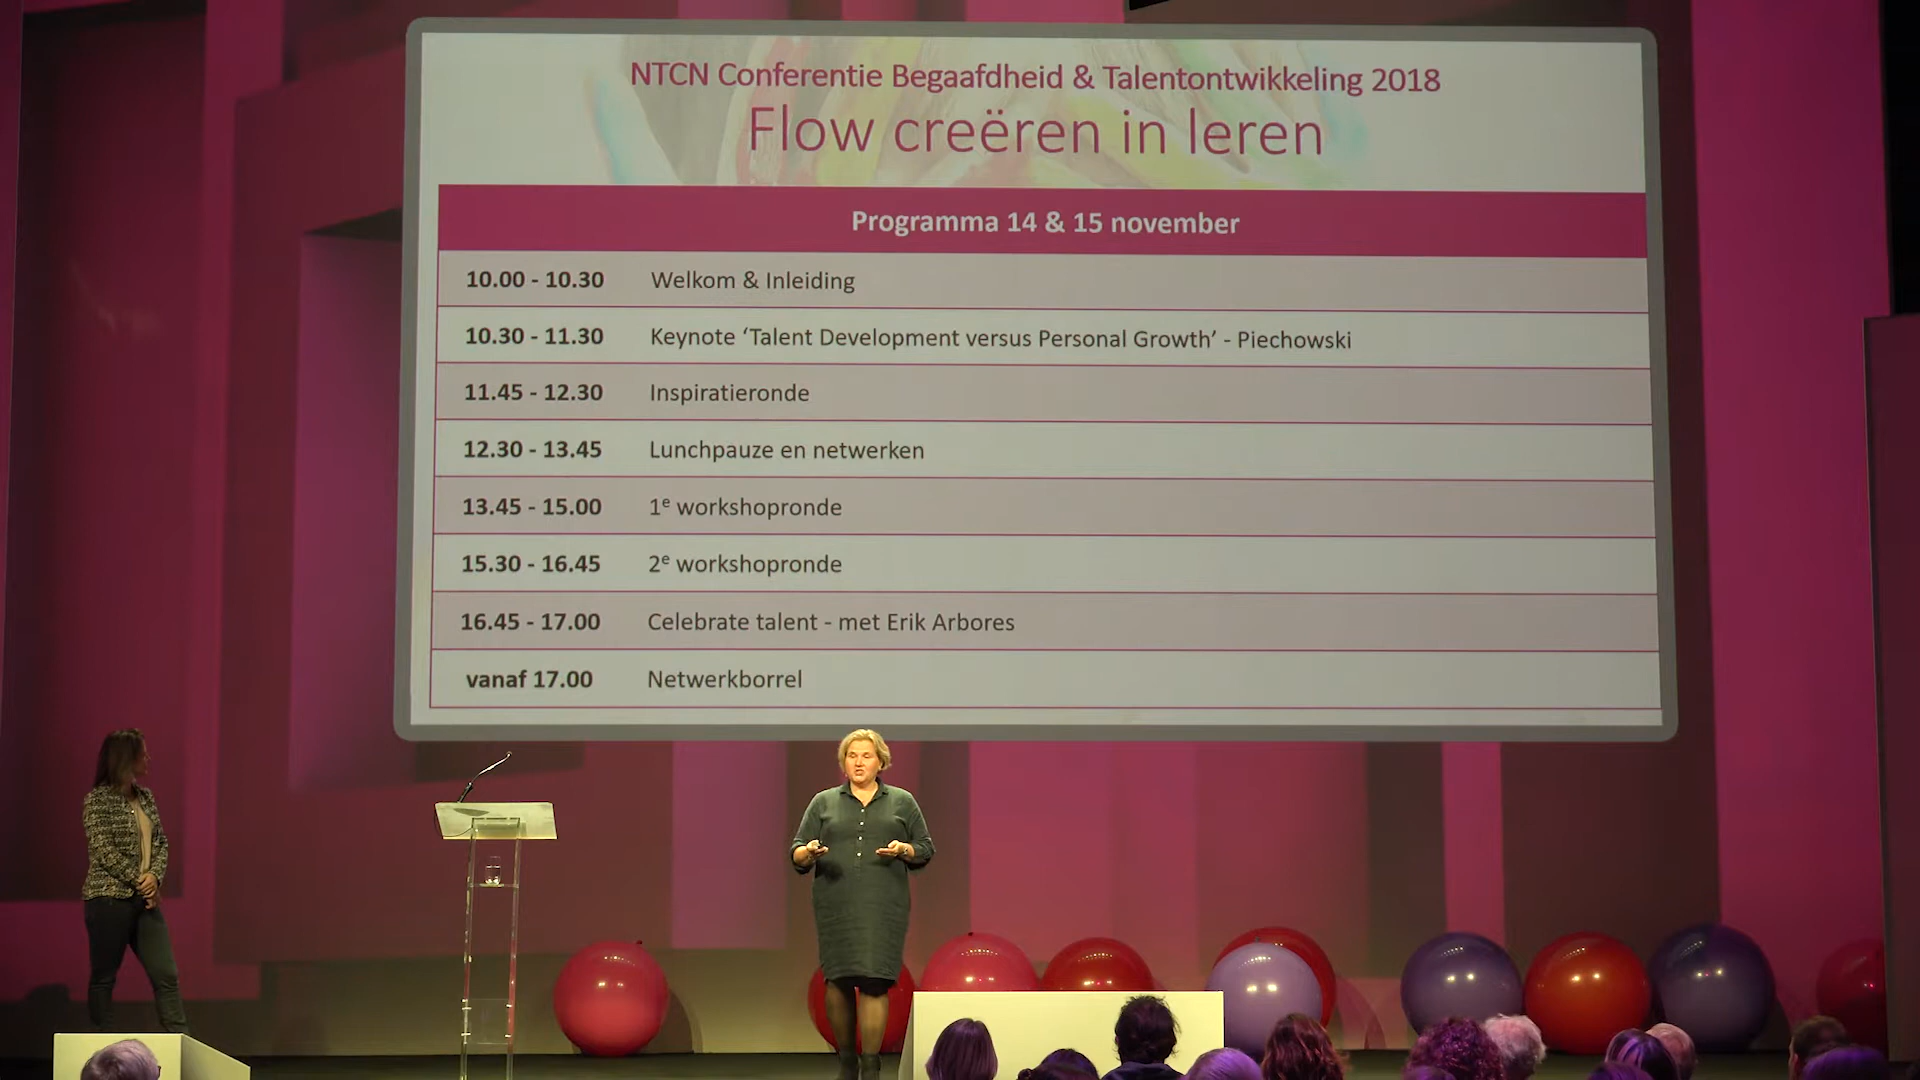 NTCN Conferentie Begaafdheid & Talentontwikkeling 2018
Flow creëren in leren
Programma 14 & 15 november
10.00 - 10.30 Welkom & Inleiding
10.30 - 11.30 Keynote ‘Talent Development versus Personal Growth’ - Piechowski
11.45 - 12.30 Inspiratieronde
12.30 - 13.45 Lunchpauze en netwerken
13.45 - 15.00 1e workshopronde
15.30 - 16.45 2e workshopronde
16.45 - 17.00 Celebrate talent - met Erik Arbores
vanaf 17.00 Netwerkborrel